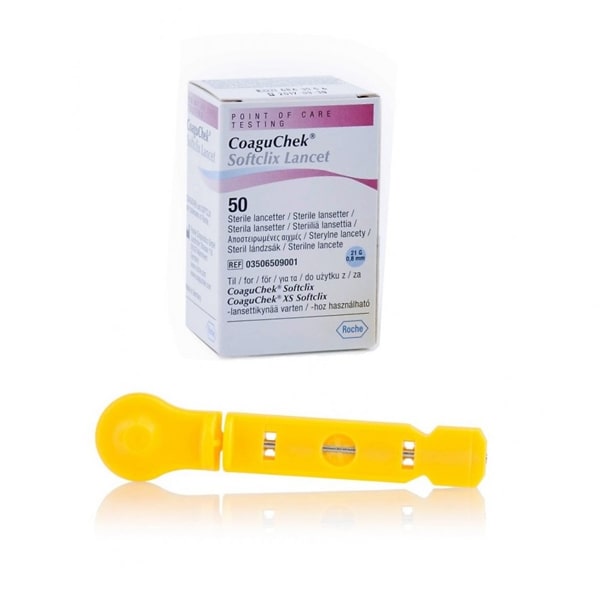 POINT OF CARE
TESTING
CoaguChek®
Softclix Lancet
50
Sterile lancetter / Sterile lansetter /
Sterila lansetter / Steriiliä lansettia /
Αποστειρωμένες αιχμές / Sterylne lancety /
Steril lándzsák / Sterilne lancete
REF 03506509001
21 G
0,8 mm
Til / for / för / για τα / do użytku z / za
CoaguChek® Softclix
CoaguChek® XS Softclix
-lansettikynää varten / -hoz használható
Roche